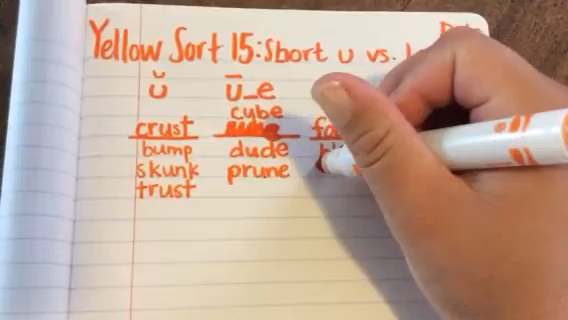 Yellow Sort 15: Short u vs.
ŭ ū_e
cube
crust
bump dude
skunk prune
trust